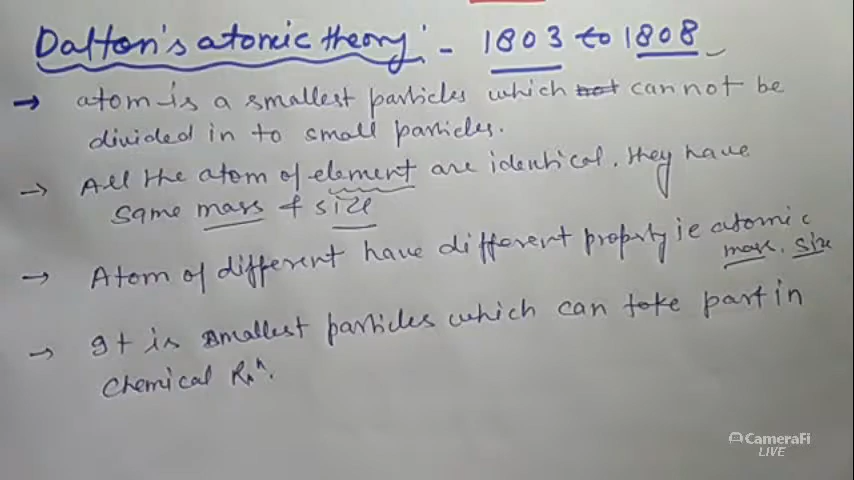 Dalton's atomic theory :- 1803 to 1808
→ atom is a smallest particles which not cannot be
divided in to small particles.
→ All the atom of element are identical, they have
same mass & size
→ Atom of different have different property ie atomic
mass, size
→ It is smallest particles which can take part in
chemical Rxn.
CameraFi
LIVE